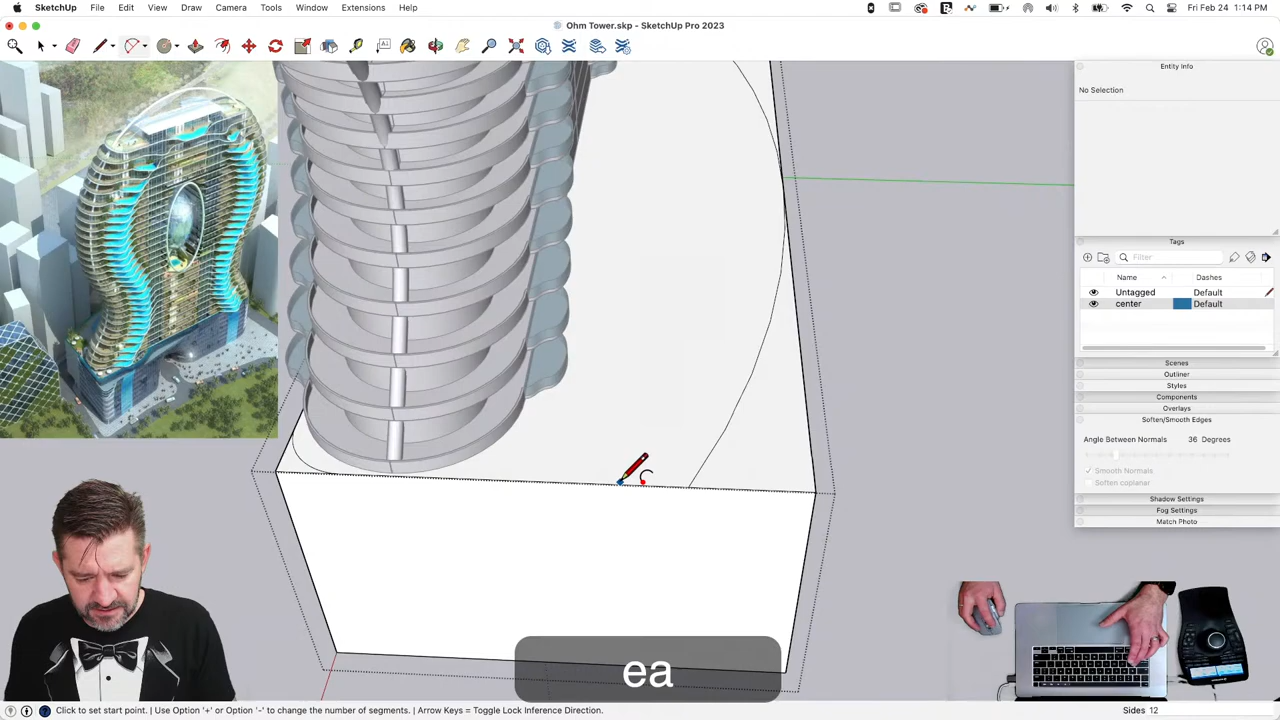 SketchUp File Edit View Draw Camera Tools Window Extensions Help
Fri Feb 24 1:14 PM
Ohm Tower.skp - SketchUp Pro 2023
Entity Info
No Selection
Tags
Filter
Name Dashes
Untagged Default
center Default
Scenes
Outliner
Styles
Components
Overlays
Soften/Smooth Edges
Angle Between Normals 36 Degrees
Smooth Normals
Soften coplanar
Shadow Settings
Fog Settings
Match Photo
ea
Click to set start point. | Use Option '+' or Option '-' to change the number of segments. | Arrow Keys = Toggle Lock Inference Direction.
Sides 12